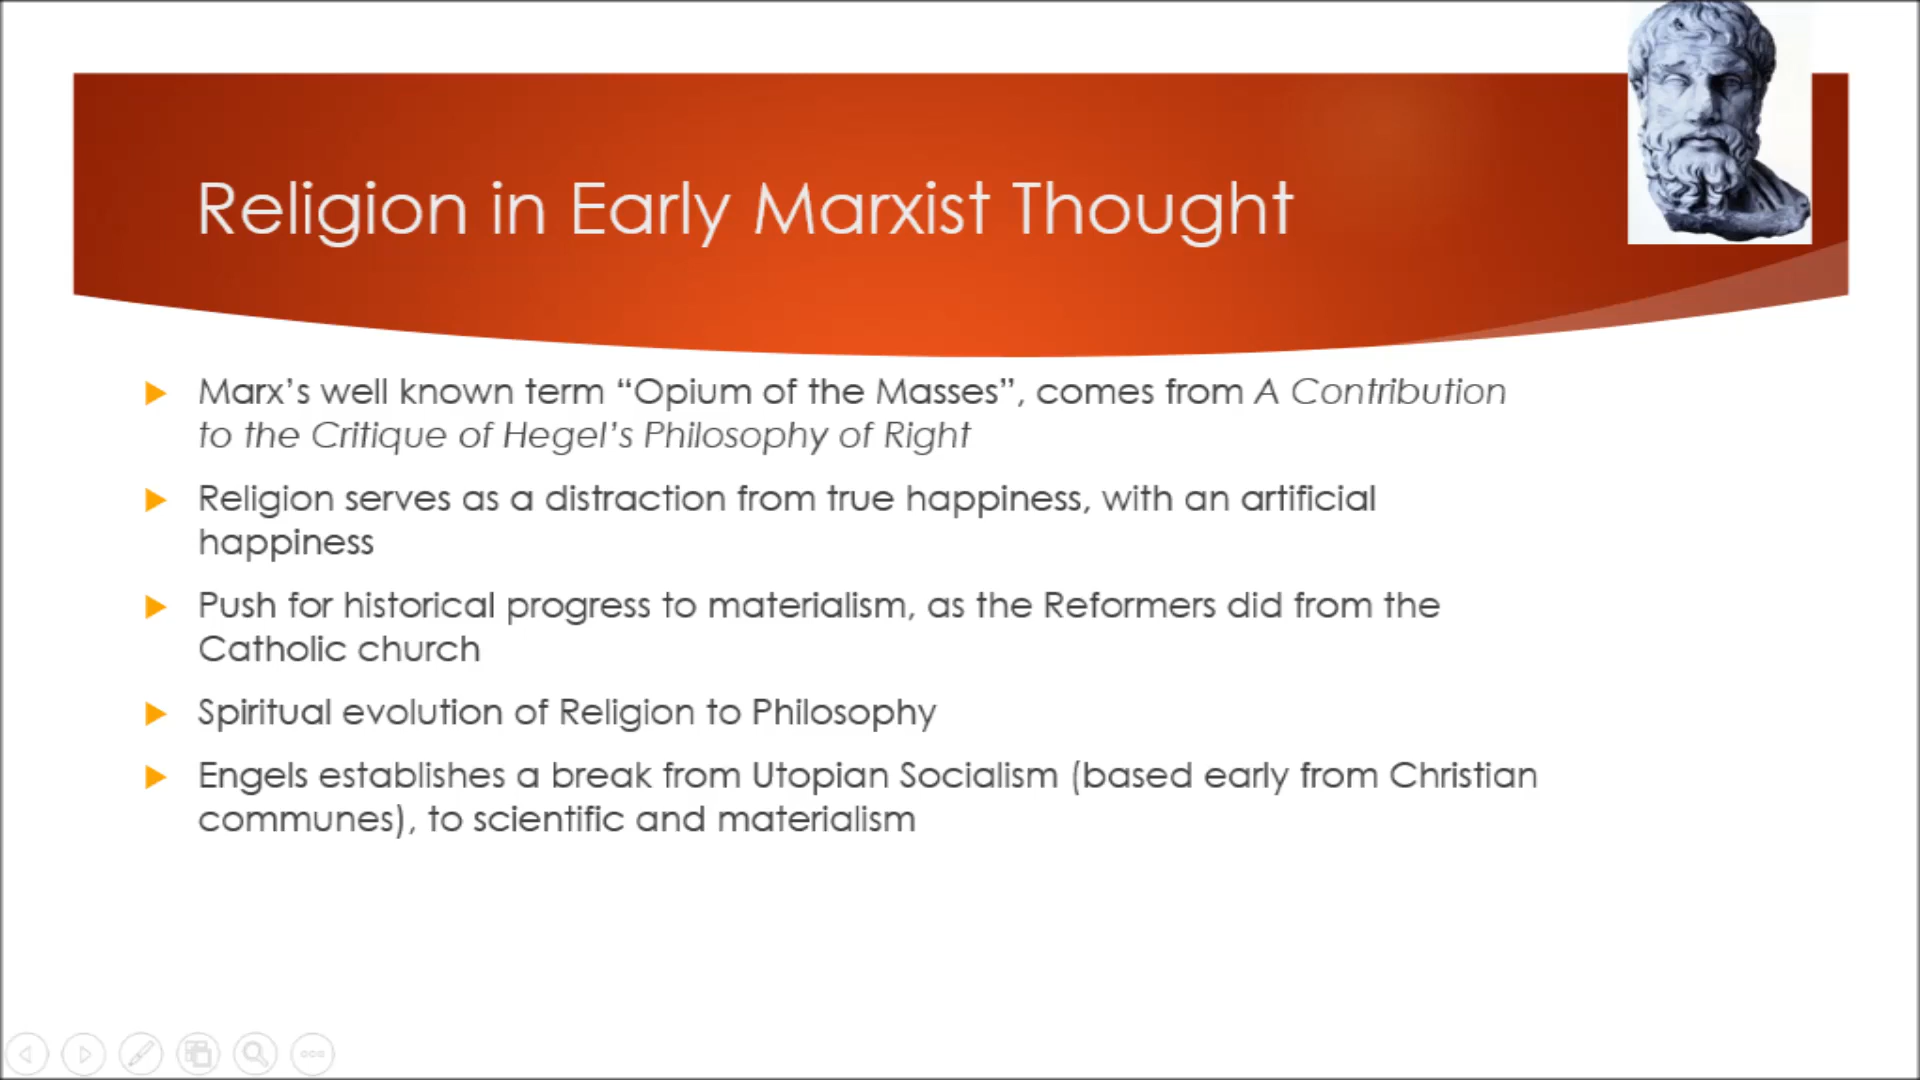 Religion in Early Marxist Thought
Marx’s well known term “Opium of the Masses”, comes from A Contribution
to the Critique of Hegel’s Philosophy of Right
Religion serves as a distraction from true happiness, with an artificial
happiness
Push for historical progress to materialism, as the Reformers did from the
Catholic church
Spiritual evolution of Religion to Philosophy
Engels establishes a break from Utopian Socialism (based early from Christian
communes), to scientific and materialism